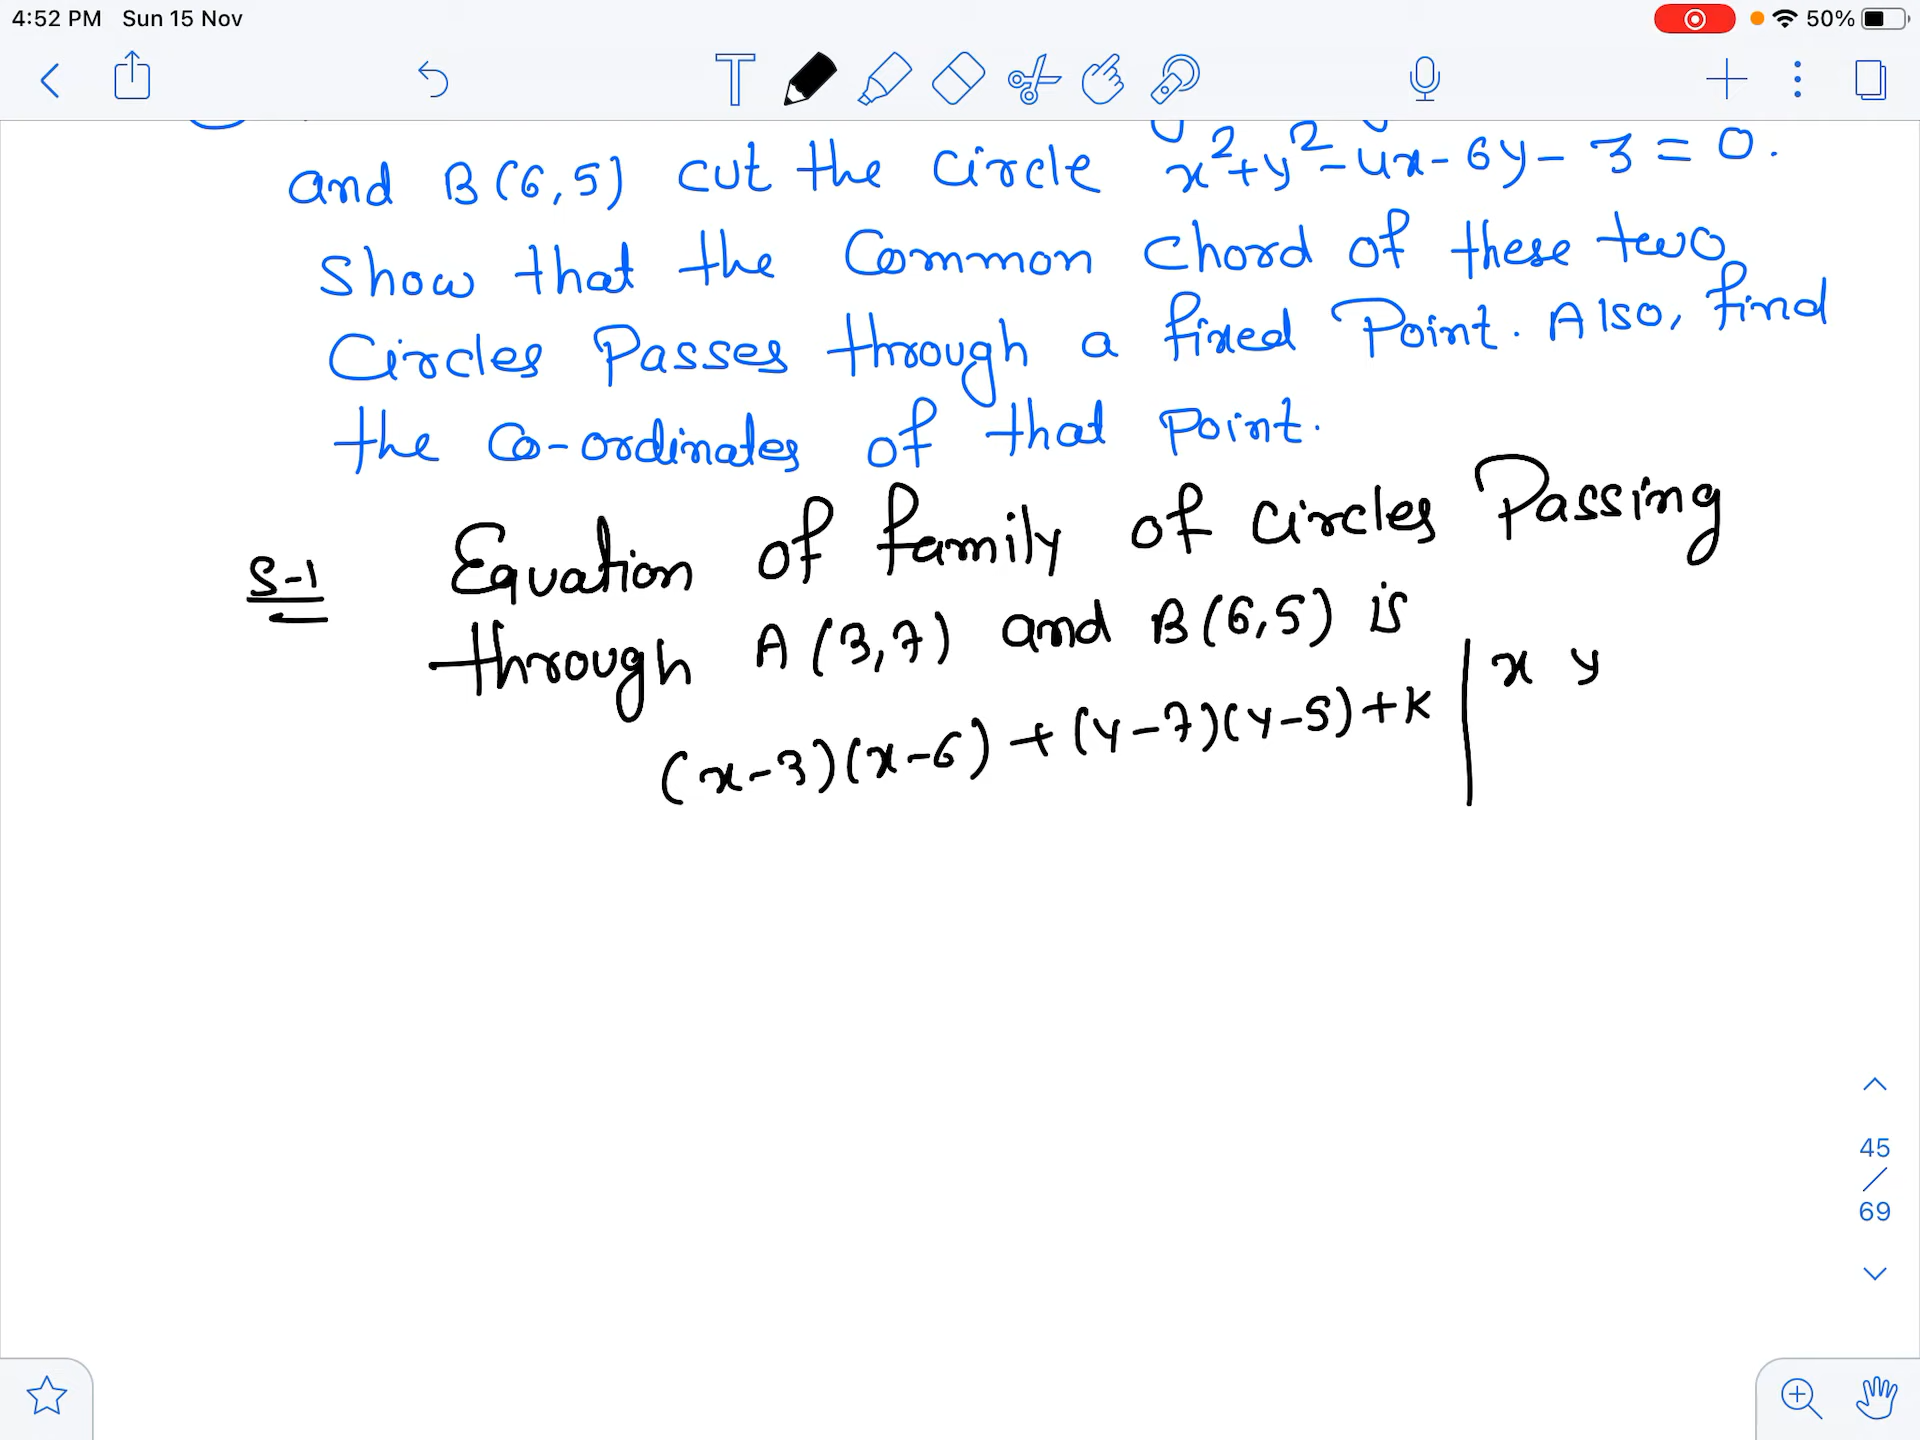 4:52 PM Sun 15 Nov
50%
T
and B(6,5) cut the circle x²+y²-4x-6y-3=0.
Show that the Common Chord of these two
Circles Passes through a fixed Point. Also, find
the Co-ordinates of that Point.
S-1 Equation of family of circles Passing
through A(3,7) and B(6,5) is
(x-3)(x-6)+(y-7)(y-5)+K | x y
45
/
69